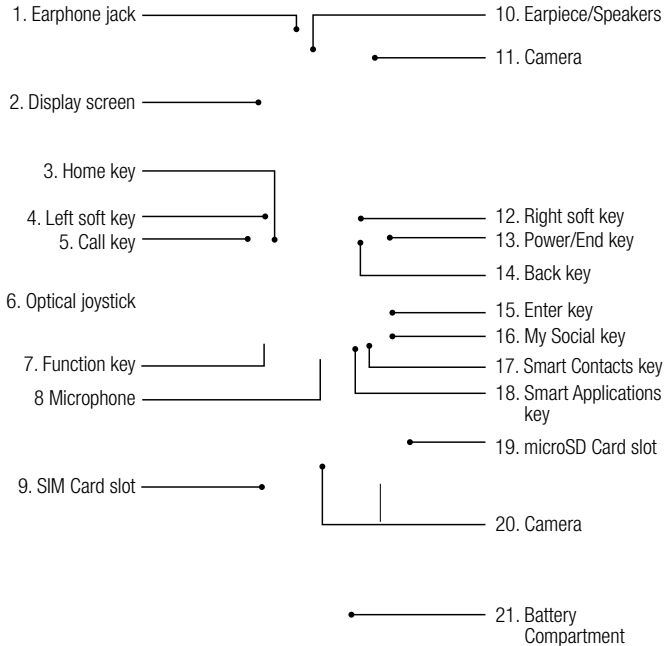 1. Earphone jack
2. Display screen
3. Home key
4. Left soft key
5. Call key
6. Optical joystick
7. Function key
8 Microphone
9. SIM Card slot
10. Earpiece/Speakers
11. Camera
12. Right soft key
13. Power/End key
14. Back key
15. Enter key
16. My Social key
17. Smart Contacts key
18. Smart Applications
key
19. microSD Card slot
20. Camera
21. Battery
Compartment